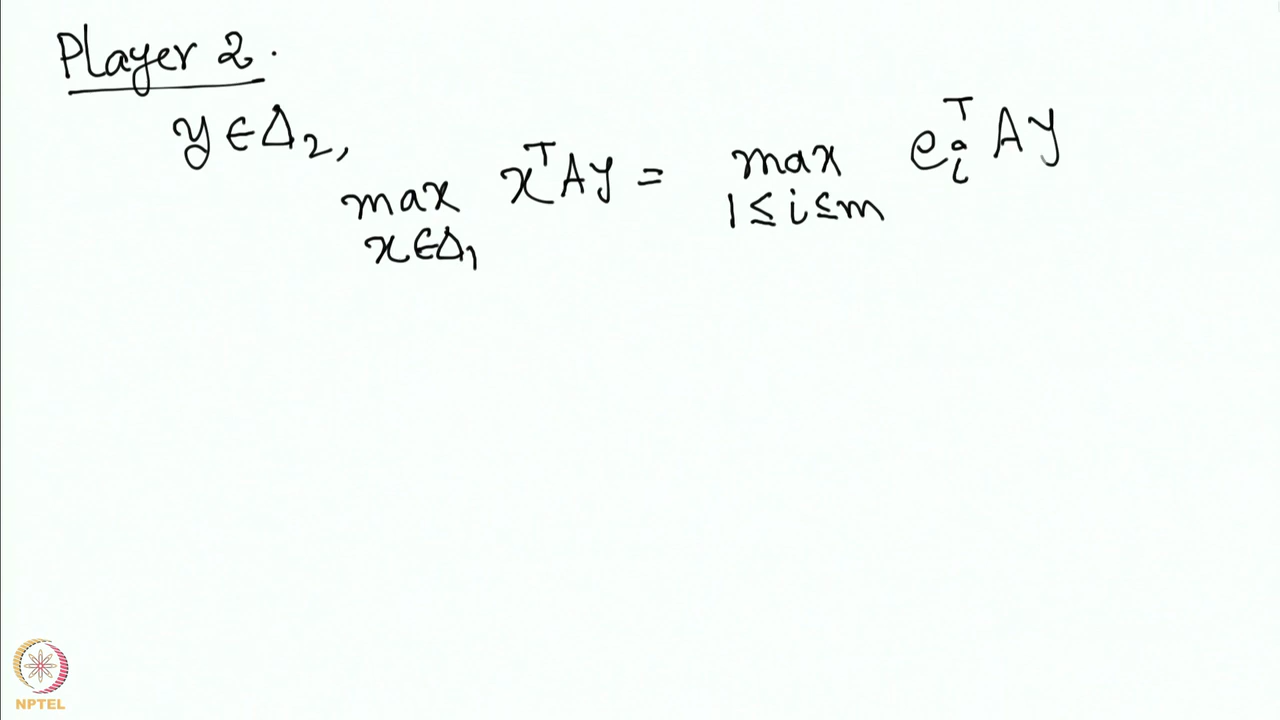 Player 2.
y ∈ Δ₂,
max x^T A y = max e_i^T A y
x ∈ Δ₁ 1 ≤ i ≤ m
NPTEL